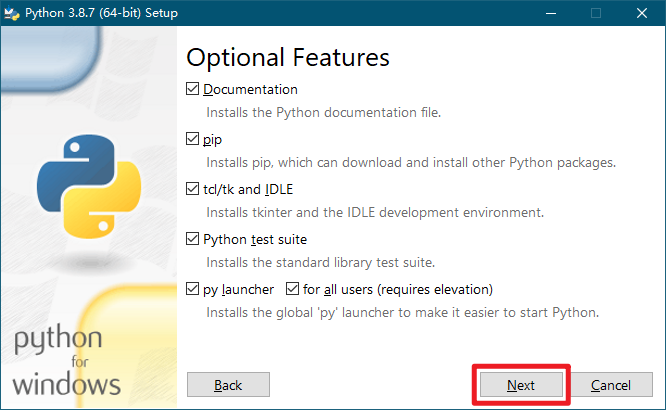 Python 3.8.7 (64-bit) Setup
Optional Features
Documentation
Installs the Python documentation file.
pip
Installs pip, which can download and install other Python packages.
tcl/tk and IDLE
Installs tkinter and the IDLE development environment.
Python test suite
Installs the standard library test suite.
py launcher for all users (requires elevation)
Installs the global 'py' launcher to make it easier to start Python.
python
for
windows
Back Next Cancel